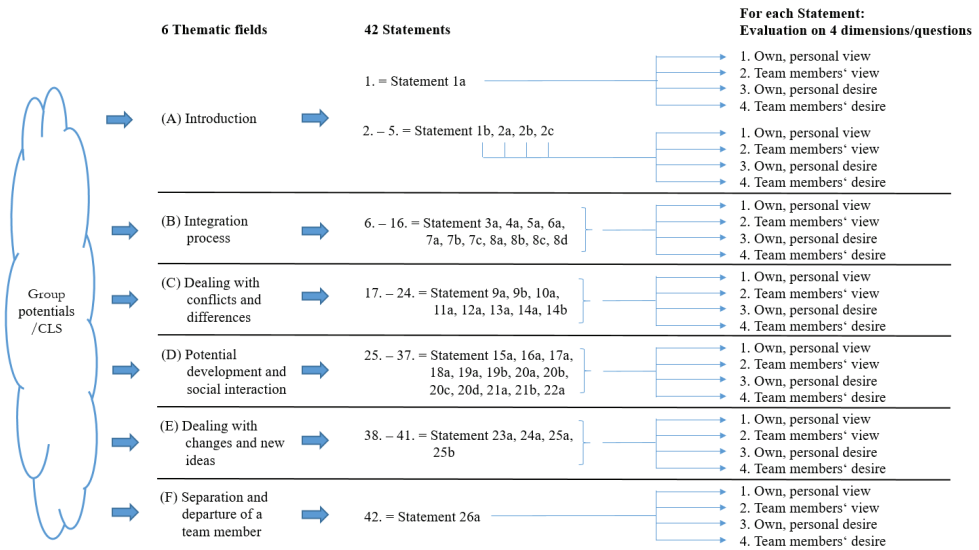 For each Statement:
6 Thematic fields
42 Statements
Evaluation on 4 dimensions/questions
Group
potentials
/CLS
(A) Introduction
1. = Statement 1a
1. Own, personal view
2. Team members‘ view
3. Own, personal desire
4. Team members‘ desire
2. – 5. = Statement 1b, 2a, 2b, 2c
1. Own, personal view
2. Team members‘ view
3. Own, personal desire
4. Team members‘ desire
(B) Integration
process
6. – 16. = Statement 3a, 4a, 5a, 6a,
7a, 7b, 7c, 8a, 8b, 8c, 8d
1. Own, personal view
2. Team members‘ view
3. Own, personal desire
4. Team members‘ desire
(C) Dealing with
conflicts and
differences
17. – 24. = Statement 9a, 9b, 10a,
11a, 12a, 13a, 14a, 14b
1. Own, personal view
2. Team members‘ view
3. Own, personal desire
4. Team members‘ desire
(D) Potential
development and
social interaction
25. – 37. = Statement 15a, 16a, 17a,
18a, 19a, 19b, 20a, 20b,
20c, 20d, 21a, 21b, 22a
1. Own, personal view
2. Team members‘ view
3. Own, personal desire
4. Team members‘ desire
(E) Dealing with
changes and new
ideas
38. – 41. = Statement 23a, 24a, 25a,
25b
1. Own, personal view
2. Team members‘ view
3. Own, personal desire
4. Team members‘ desire
(F) Separation and
departure of a
team member
42. = Statement 26a
1. Own, personal view
2. Team members‘ view
3. Own, personal desire
4. Team members‘ desire